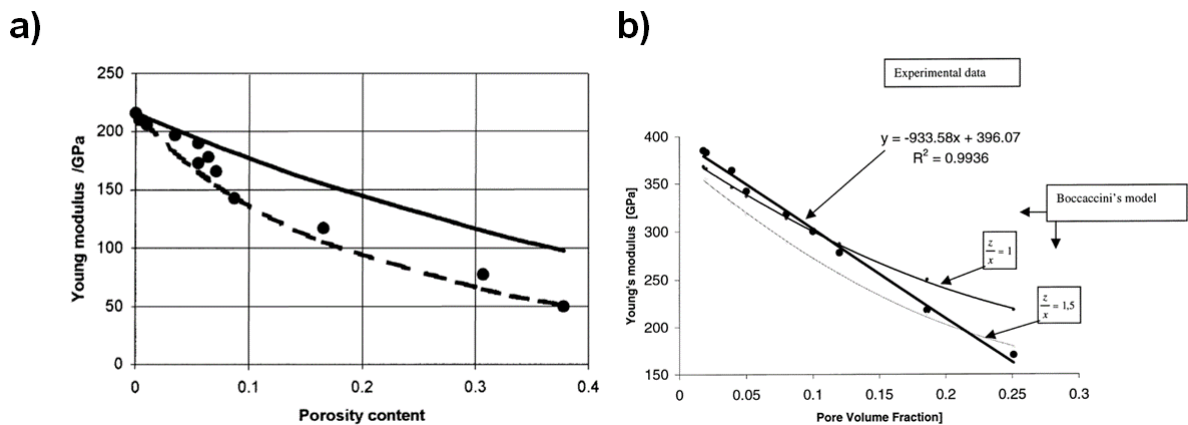 a)
250
200
150
100
50
0
0
0.1
0.2
0.3
0.4
Young modulus /GPa
Porosity content
b)
Experimental data
y = -933.58x + 396.07
R² = 0.9936
Boccaccini's model
z/x = 1
z/x = 1,5
400
350
300
250
200
150
0
0.05
0.1
0.15
0.2
0.25
0.3
Young's modulus [GPa]
Pore Volume Fraction]